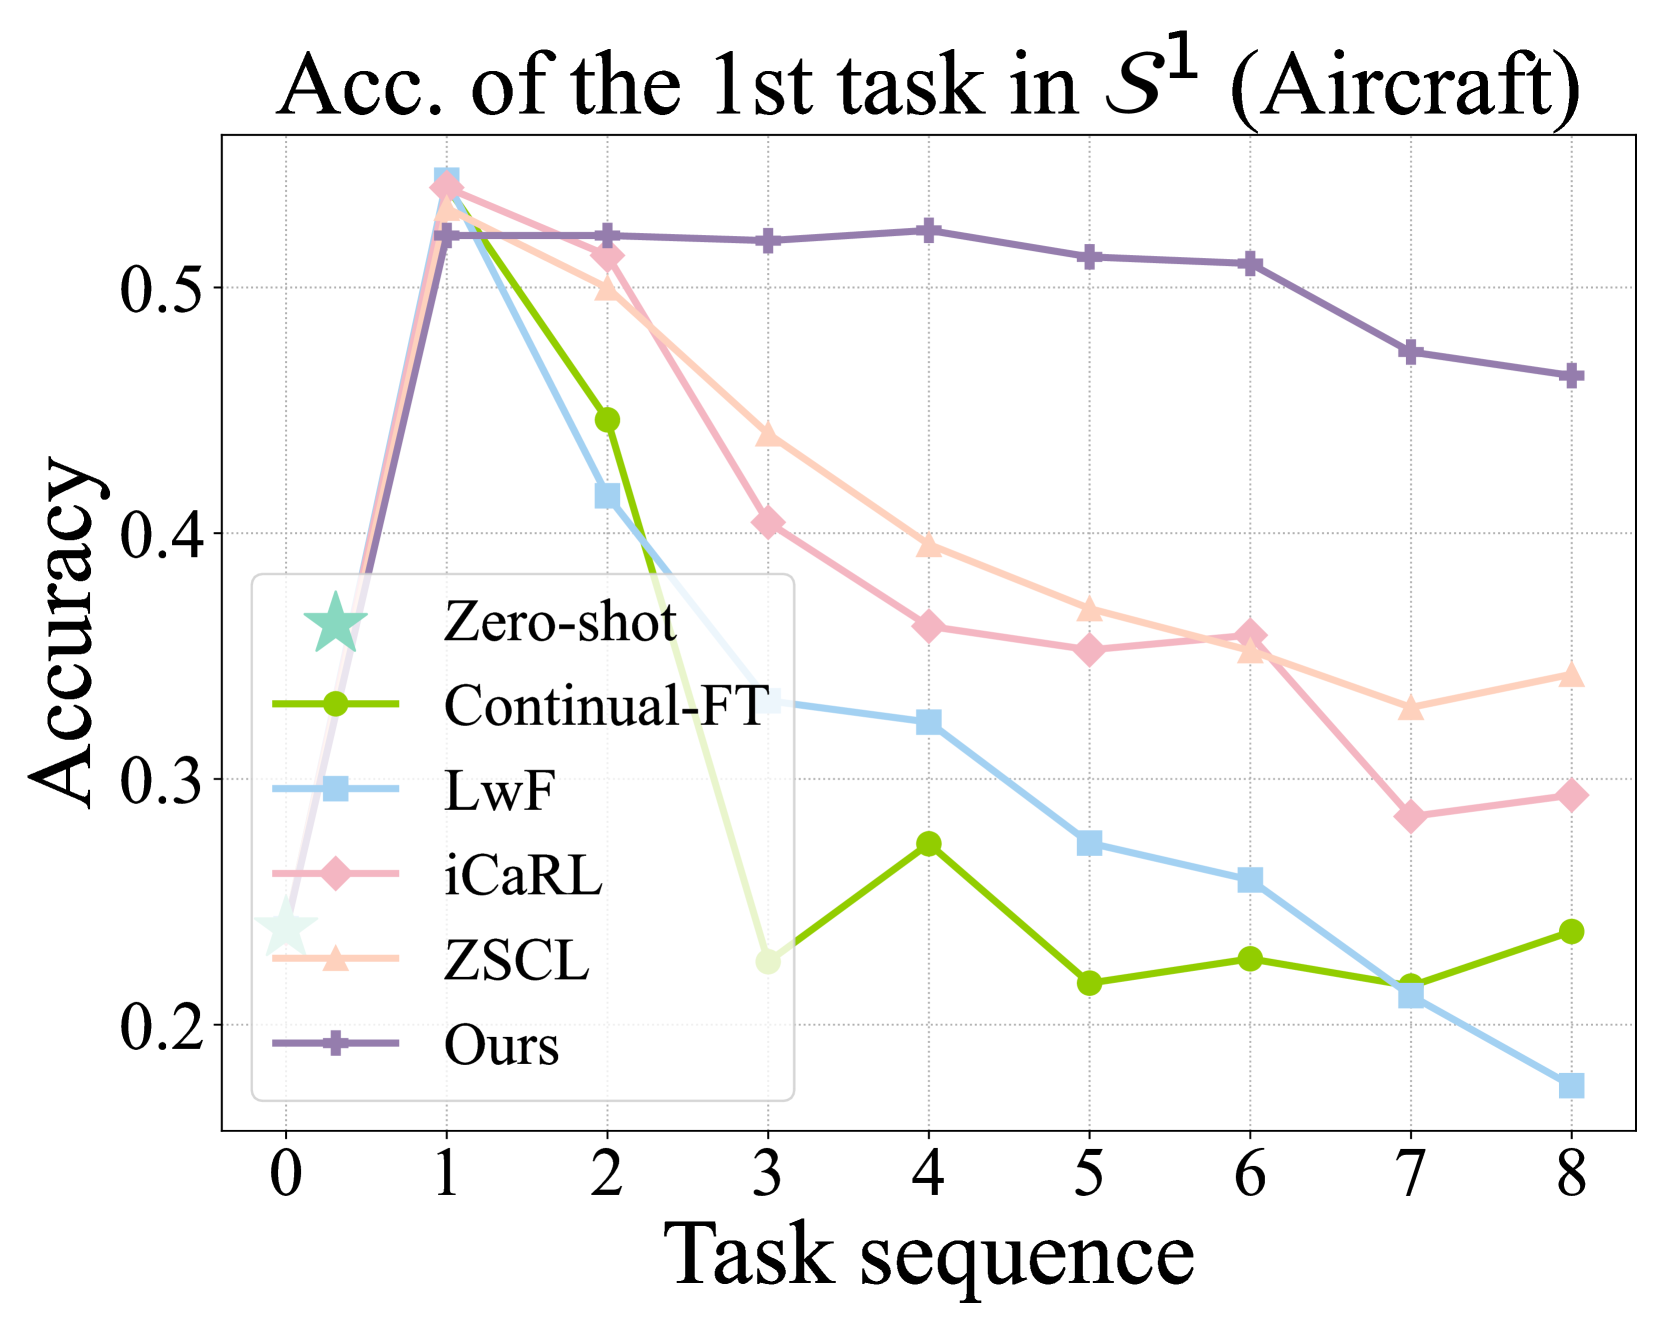 Acc. of the 1st task in 𝒮¹ (Aircraft)
Accuracy
0.5
0.4
0.3
0.2
Zero-shot
Continual-FT
LwF
iCaRL
ZSCL
Ours
0 1 2 3 4 5 6 7 8
Task sequence